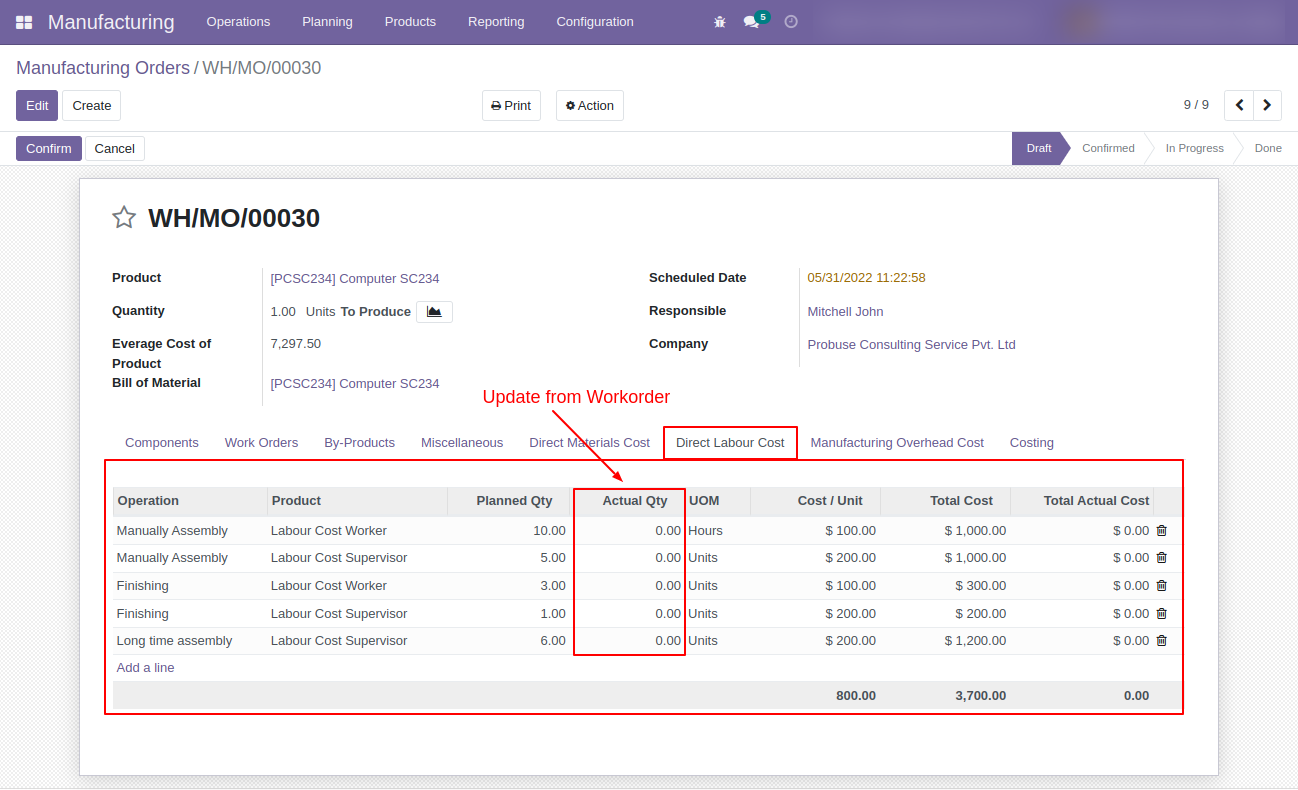 Manufacturing Operations Planning Products Reporting Configuration 5
Manufacturing Orders / WH/MO/00030
Edit Create Print Action 9 / 9
Confirm Cancel Draft Confirmed In Progress Done
WH/MO/00030
Product [PCSC234] Computer SC234 Scheduled Date 05/31/2022 11:22:58
Quantity 1.00 Units To Produce Responsible Mitchell John
Everage Cost of Product 7,297.50 Company Probuse Consulting Service Pvt. Ltd
Bill of Material [PCSC234] Computer SC234
Update from Workorder
Components Work Orders By-Products Miscellaneous Direct Materials Cost Direct Labour Cost Manufacturing Overhead Cost Costing
Operation Product Planned Qty Actual Qty UOM Cost / Unit Total Cost Total Actual Cost
Manually Assembly Labour Cost Worker 10.00 0.00 Hours $ 100.00 $ 1,000.00 $ 0.00
Manually Assembly Labour Cost Supervisor 5.00 0.00 Units $ 200.00 $ 1,000.00 $ 0.00
Finishing Labour Cost Worker 3.00 0.00 Units $ 100.00 $ 300.00 $ 0.00
Finishing Labour Cost Supervisor 1.00 0.00 Units $ 200.00 $ 200.00 $ 0.00
Long time assembly Labour Cost Supervisor 6.00 0.00 Units $ 200.00 $ 1,200.00 $ 0.00
Add a line
800.00 3,700.00 0.00